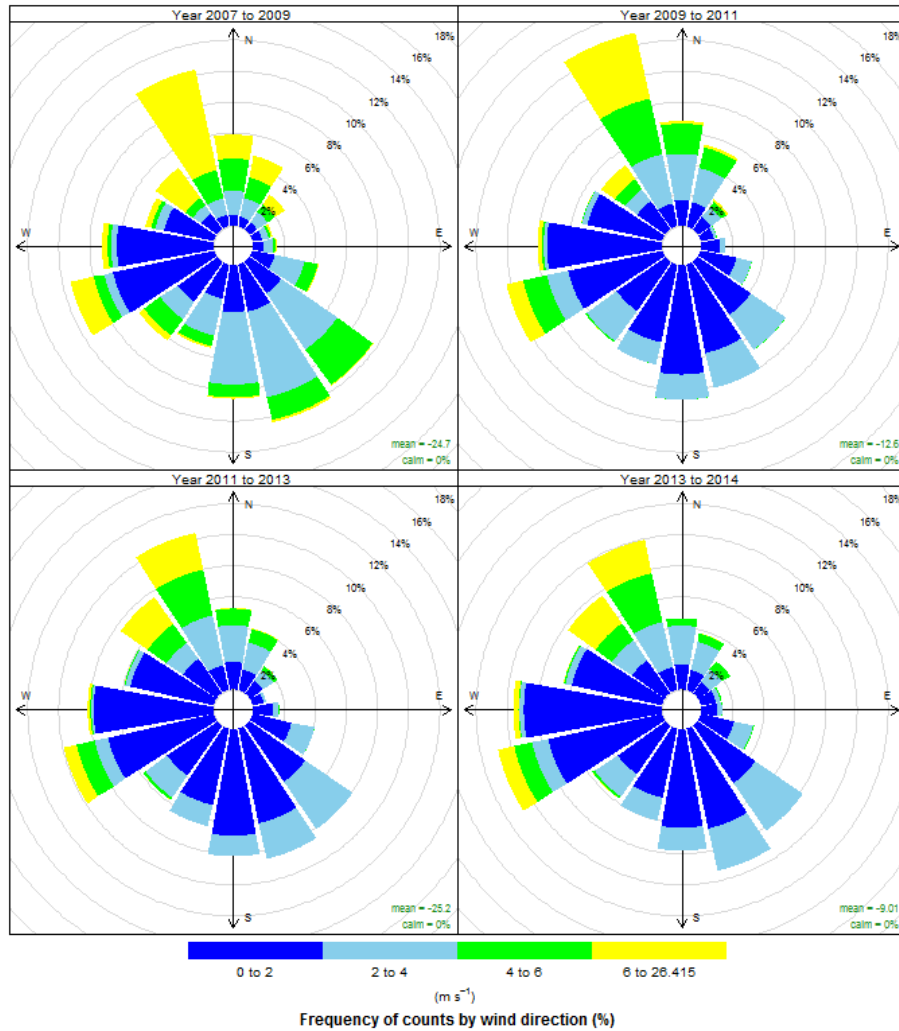 Year 2007 to 2009
Year 2009 to 2011
18%
16%
14%
12%
10%
8%
6%
4%
2%
N
W
E
S
mean = -24.7
calm = 0%
18%
16%
14%
12%
10%
8%
6%
4%
2%
N
W
E
S
mean = -12.6
calm = 0%
Year 2011 to 2013
Year 2013 to 2014
18%
16%
14%
12%
10%
8%
6%
4%
2%
N
W
E
S
mean = -25.2
calm = 0%
18%
16%
14%
12%
10%
8%
6%
4%
2%
N
W
E
S
mean = -9.01
calm = 0%
0 to 2
2 to 4
4 to 6
6 to 26.415
(m s⁻¹)
Frequency of counts by wind direction (%)